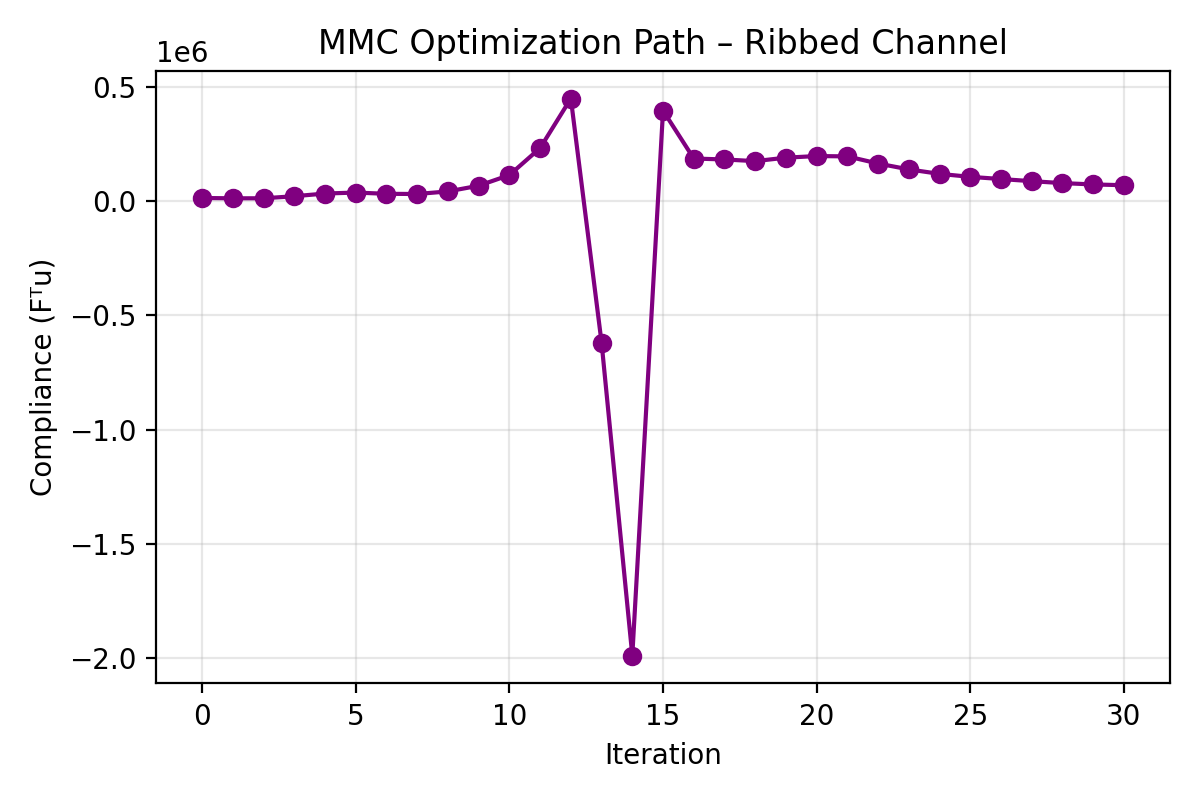 MMC Optimization Path – Ribbed Channel
1e6
0.5
0.0
−0.5
−1.0
−1.5
−2.0
Compliance (Fᵀu)
0 5 10 15 20 25 30
Iteration